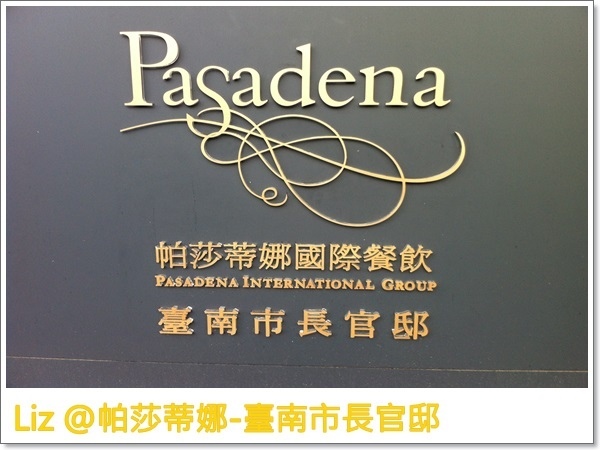 Pasadena
帕莎蒂娜國際餐飲
PASADENA INTERNATIONAL GROUP
臺南市長官邸
Liz @帕莎蒂娜-臺南市長官邸